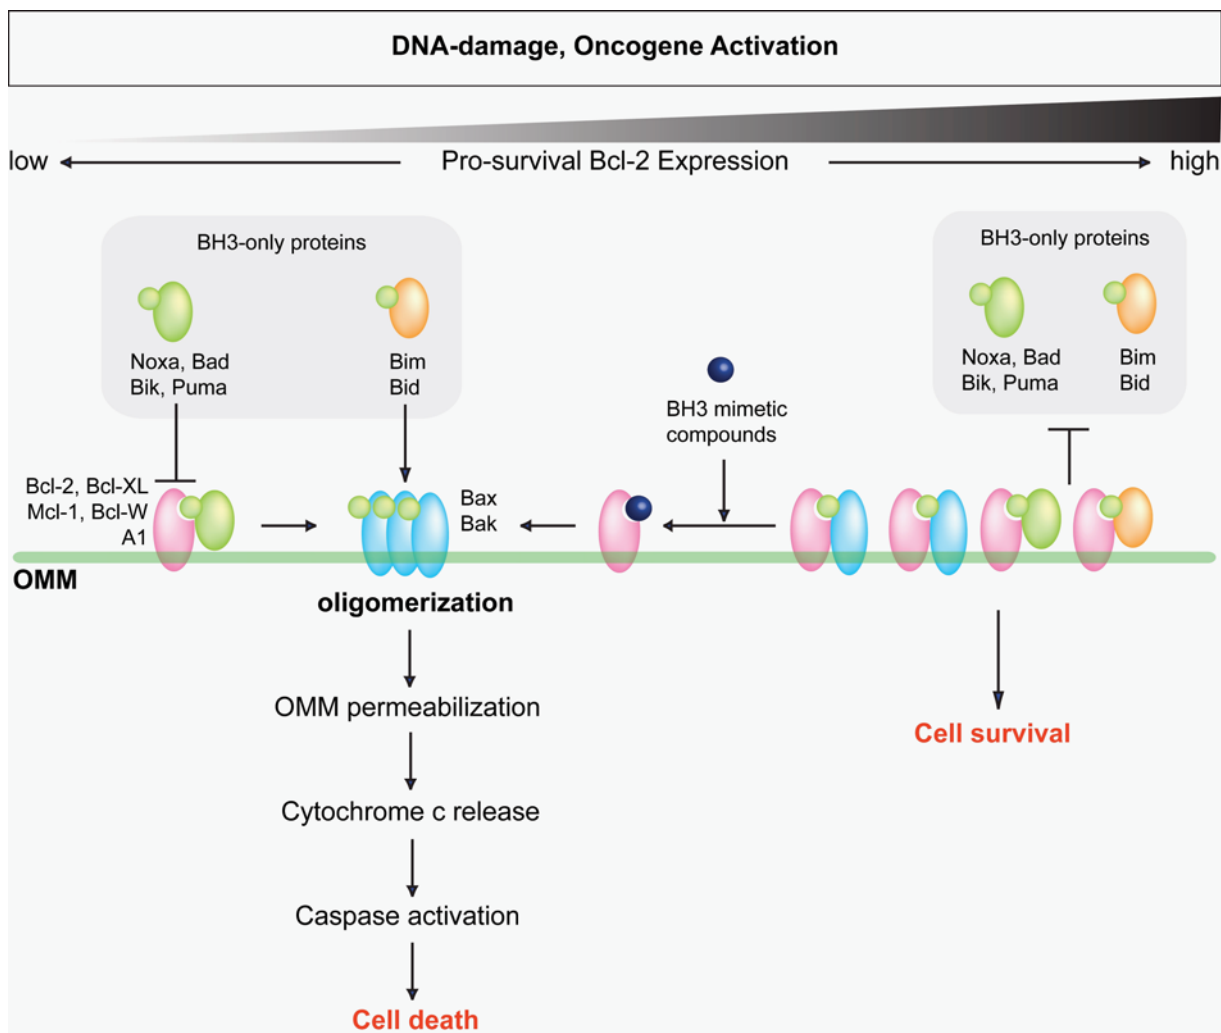 DNA-damage, Oncogene Activation
low
Pro-survival Bcl-2 Expression
high
BH3-only proteins
Noxa, Bad
Bik, Puma
Bim
Bid
BH3-only proteins
Noxa, Bad
Bik, Puma
Bim
Bid
BH3 mimetic
compounds
Bcl-2, Bcl-XL
Mcl-1, Bcl-W
A1
Bax
Bak
OMM
oligomerization
OMM permeabilization
Cell survival
Cytochrome c release
Caspase activation
Cell death